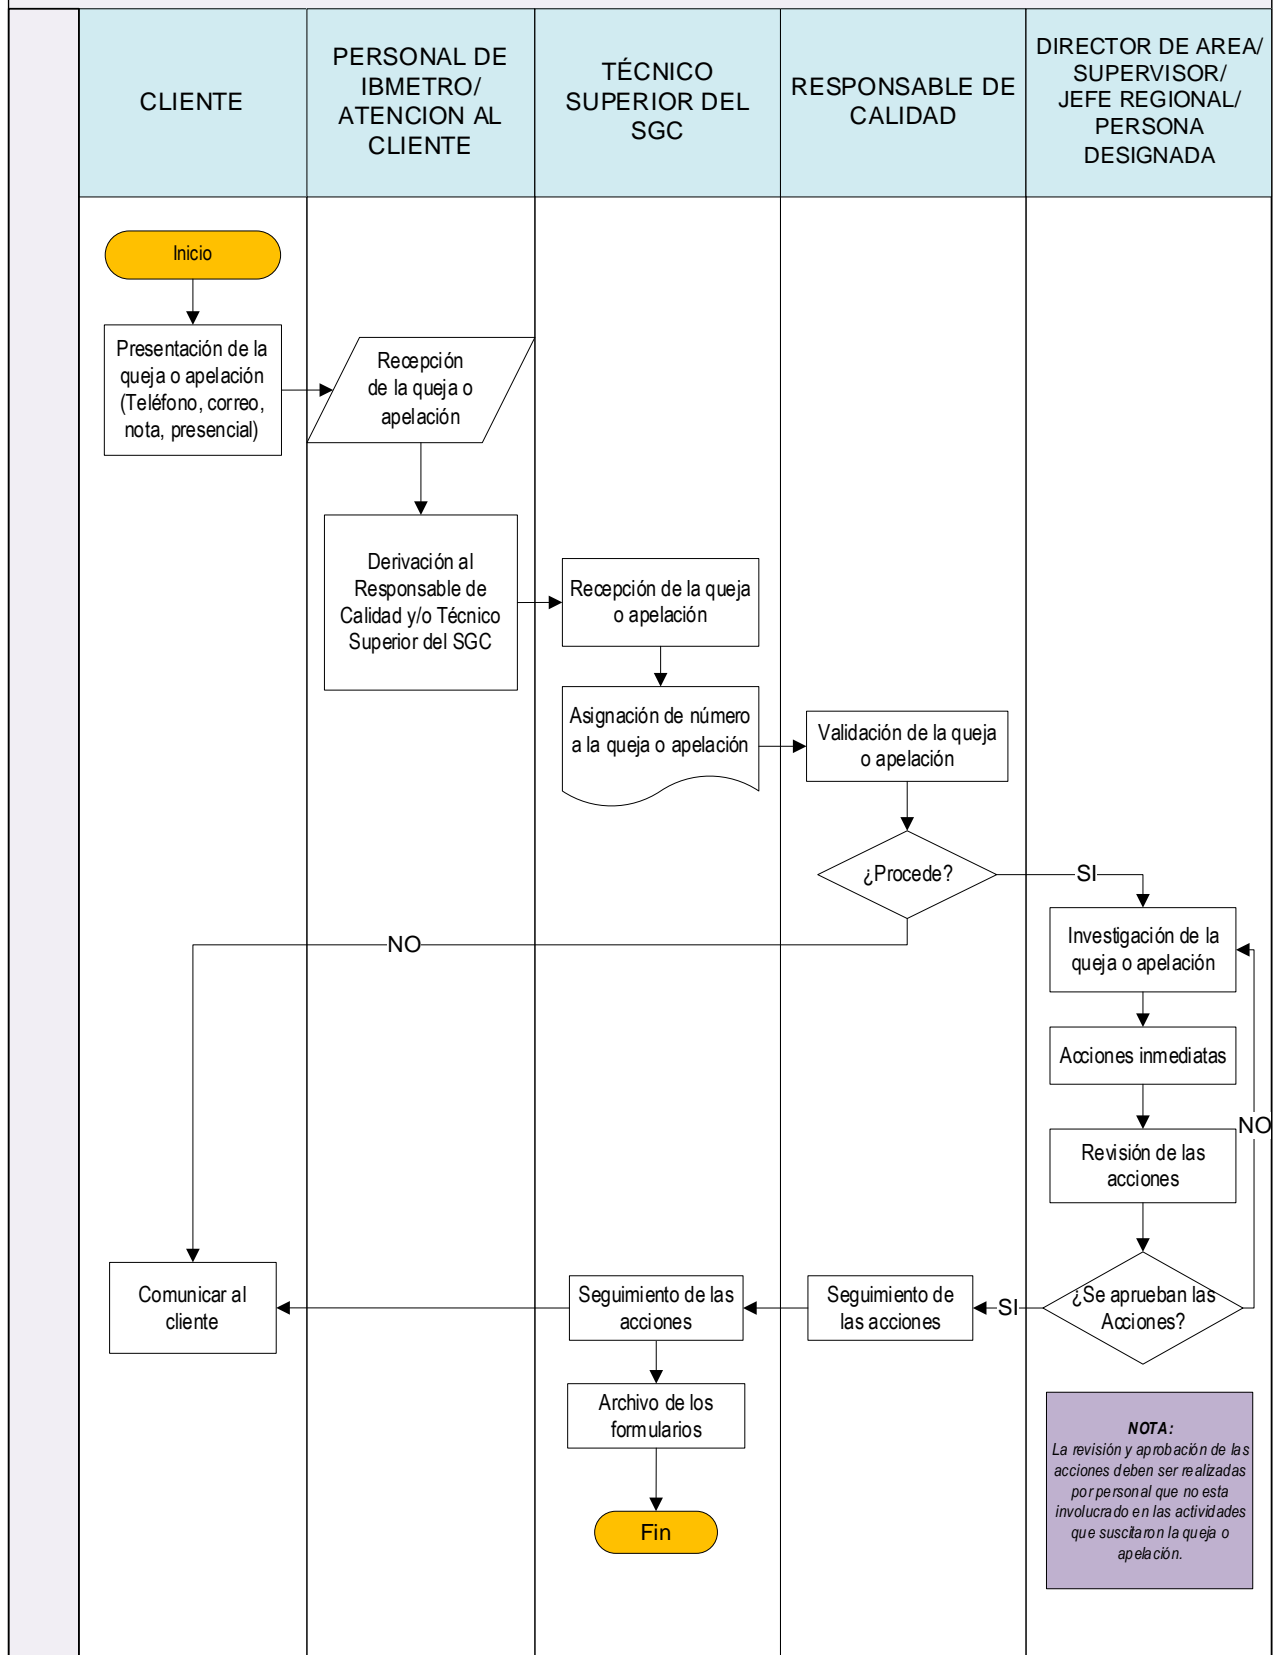 CLIENTE
PERSONAL DE
IBMETRO/
ATENCION AL
CLIENTE
TÉCNICO
SUPERIOR DEL
SGC
RESPONSABLE DE
CALIDAD
DIRECTOR DE AREA/
SUPERVISOR/
JEFE REGIONAL/
PERSONA
DESIGNADA
Inicio
Presentación de la
queja o apelación
(Teléfono, correo,
nota, presencial)
Recepción
de la queja o
apelación
Derivación al
Responsable de
Calidad y/o Técnico
Superior del SGC
Recepción de la queja
o apelación
Asignación de número
a la queja o apelación
Validación de la queja
o apelación
¿Procede?
SI
NO
Investigación de la
queja o apelación
Acciones inmediatas
NO
Revisión de las
acciones
¿Se aprueban las
Acciones?
SI
Seguimiento de
las acciones
Seguimiento de las
acciones
Comunicar al
cliente
Archivo de los
formularios
Fin
NOTA:
La revisión y aprobación de las
acciones deben ser realizadas
por personal que no esta
involucrado en las actividades
que suscitaron la queja o
apelación.